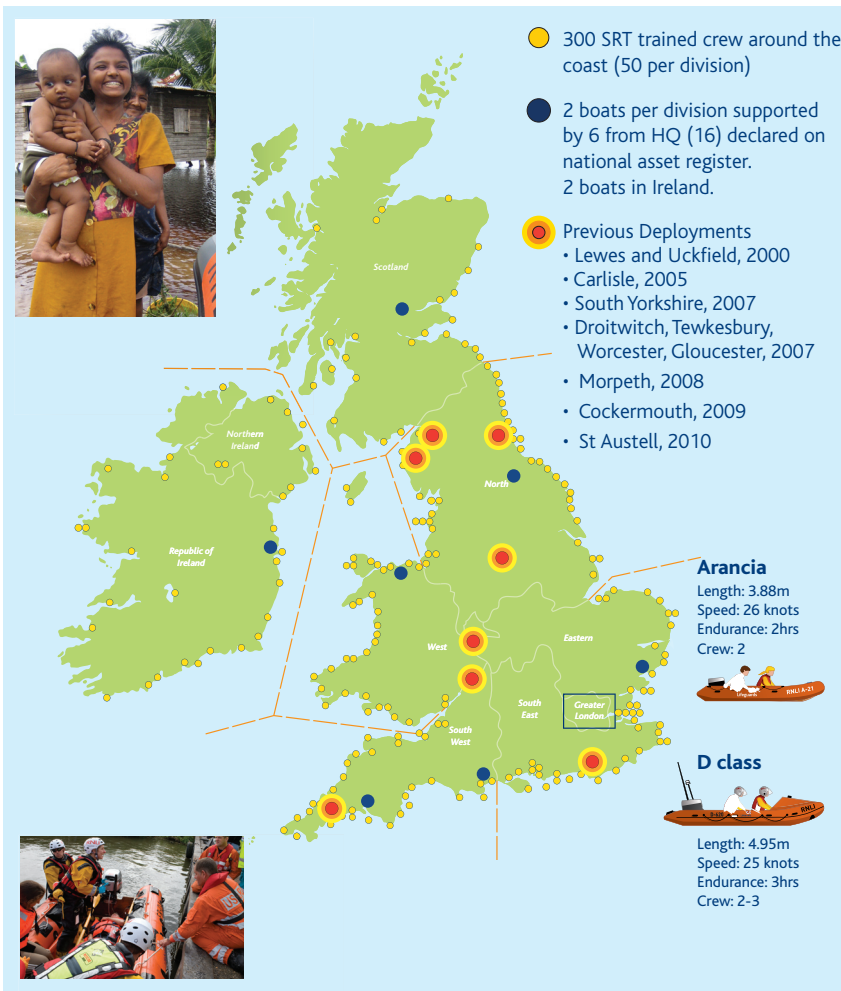 300 SRT trained crew around the
coast (50 per division)
2 boats per division supported
by 6 from HQ (16) declared on
national asset register.
2 boats in Ireland.
Previous Deployments
• Lewes and Uckfield, 2000
• Carlisle, 2005
• South Yorkshire, 2007
• Droitwitch, Tewkesbury,
Worcester, Gloucester, 2007
• Morpeth, 2008
• Cockermouth, 2009
• St Austell, 2010
Scotland
Northern
Ireland
North
Republic of
Ireland
West
Eastern
South
East
Greater
London
South
West
Arancia
Length: 3.88m
Speed: 26 knots
Endurance: 2hrs
Crew: 2
Lifeguards
RNLI A-21
D class
RNLI
Length: 4.95m
Speed: 25 knots
Endurance: 3hrs
Crew: 2-3